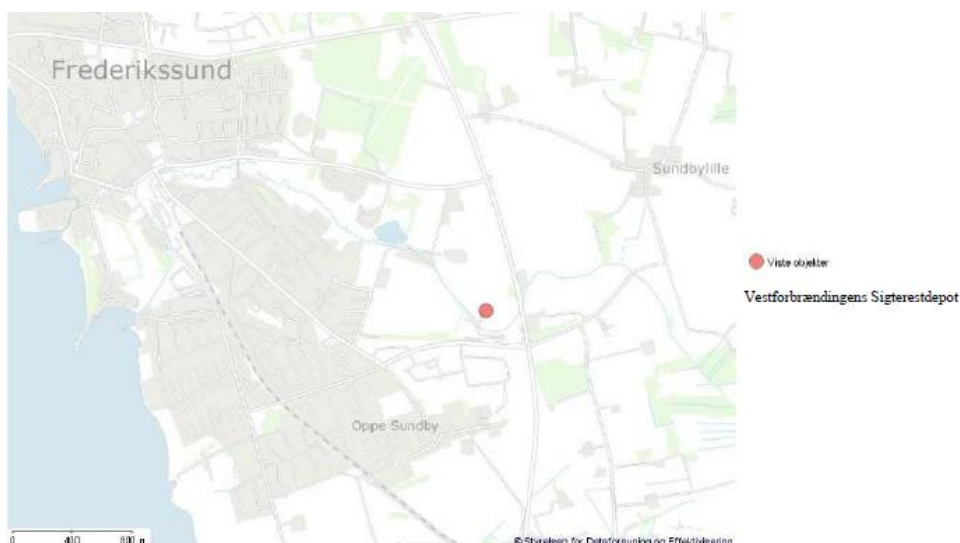 Frederikssund
Sundbylille
Viste objekter
Vestforbrændingens Sigterestdepot
Oppe Sundby
0 400 800 m
© Styrelsen for Dataforsyning og Effektivisering